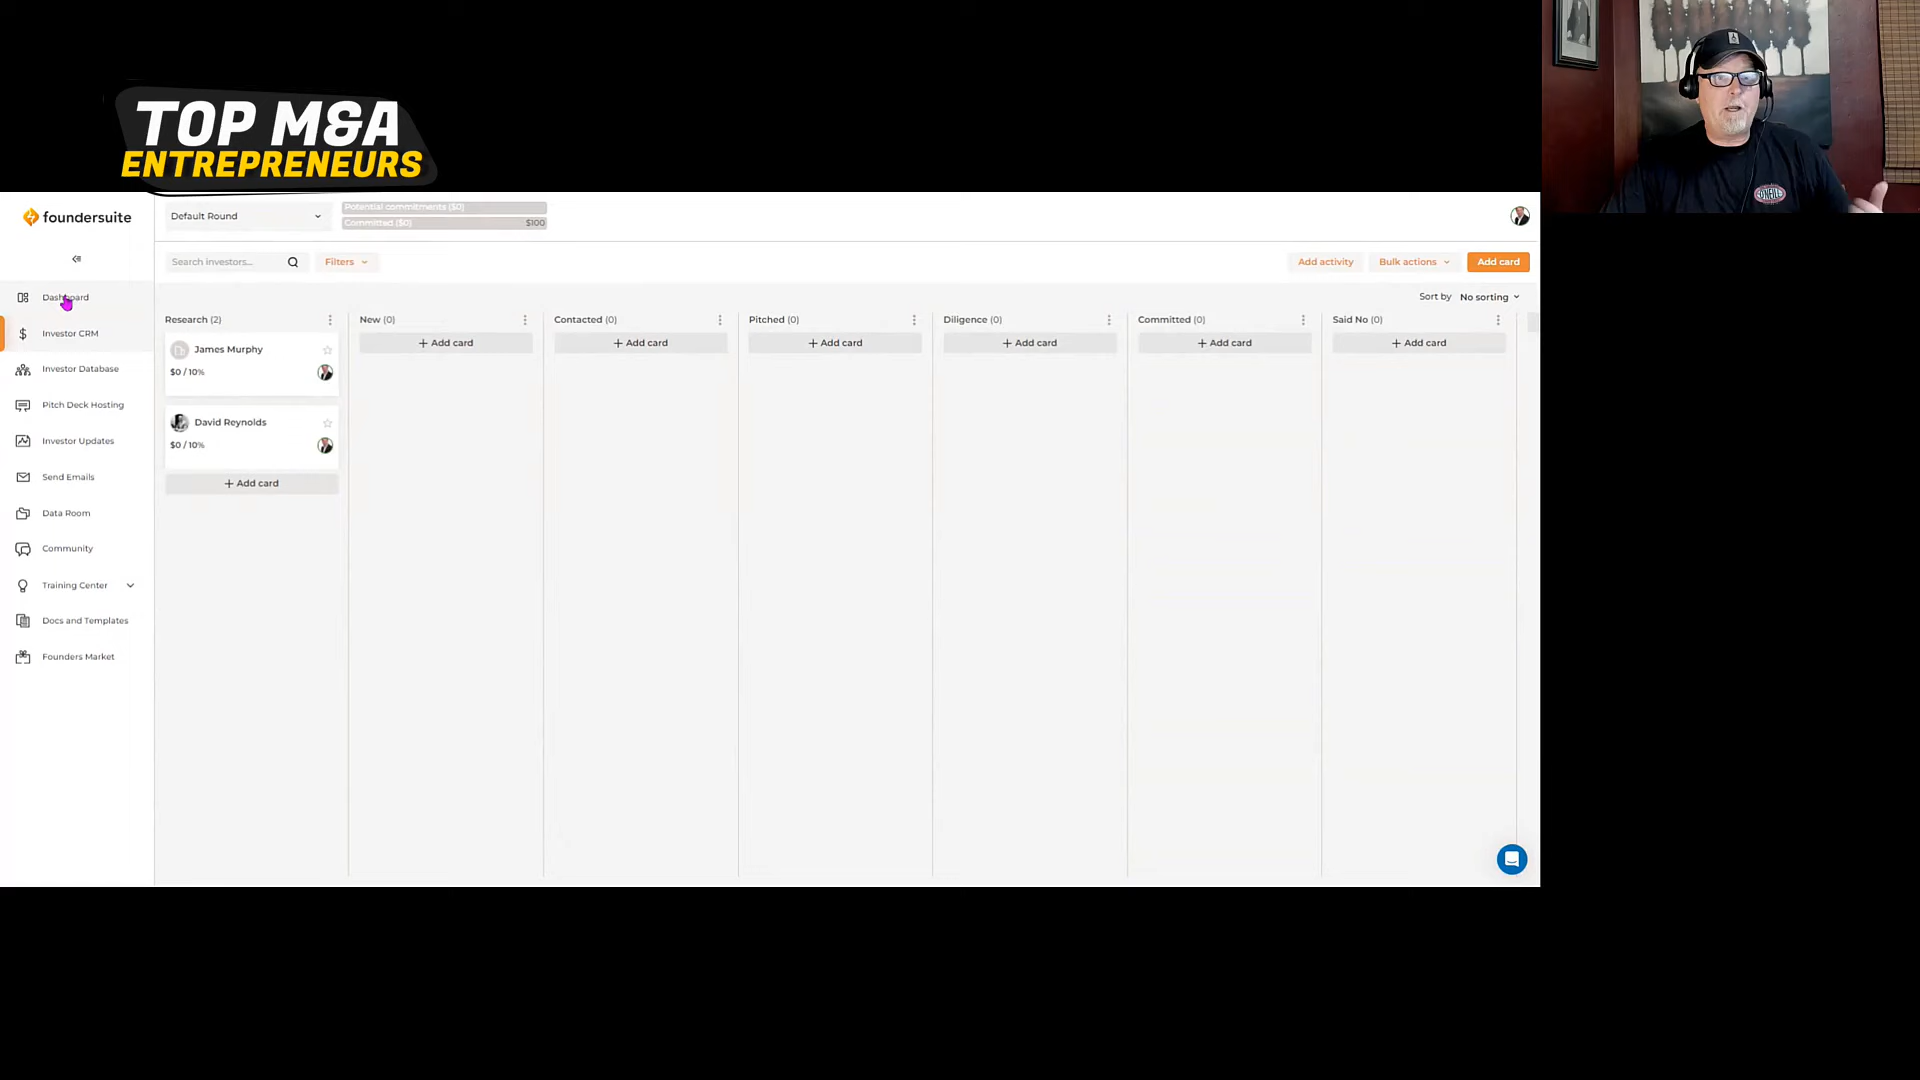 TOP M&A
ENTREPRENEURS
foundersuite
Default Round
Potential commitments ($0)
Committed ($0) $100
Search investors...
Filters
Add activity
Bulk actions
Add card
Sort by No sorting
Dashboard
Investor CRM
Investor Database
Pitch Deck Hosting
Investor Updates
Send Emails
Data Room
Community
Training Center
Docs and Templates
Founders Market
Research (2)
James Murphy
$0 / 10%
David Reynolds
$0 / 10%
+ Add card
New (0)
+ Add card
Contacted (0)
+ Add card
Pitched (0)
+ Add card
Diligence (0)
+ Add card
Committed (0)
+ Add card
Said No (0)
+ Add card
O'NEILL